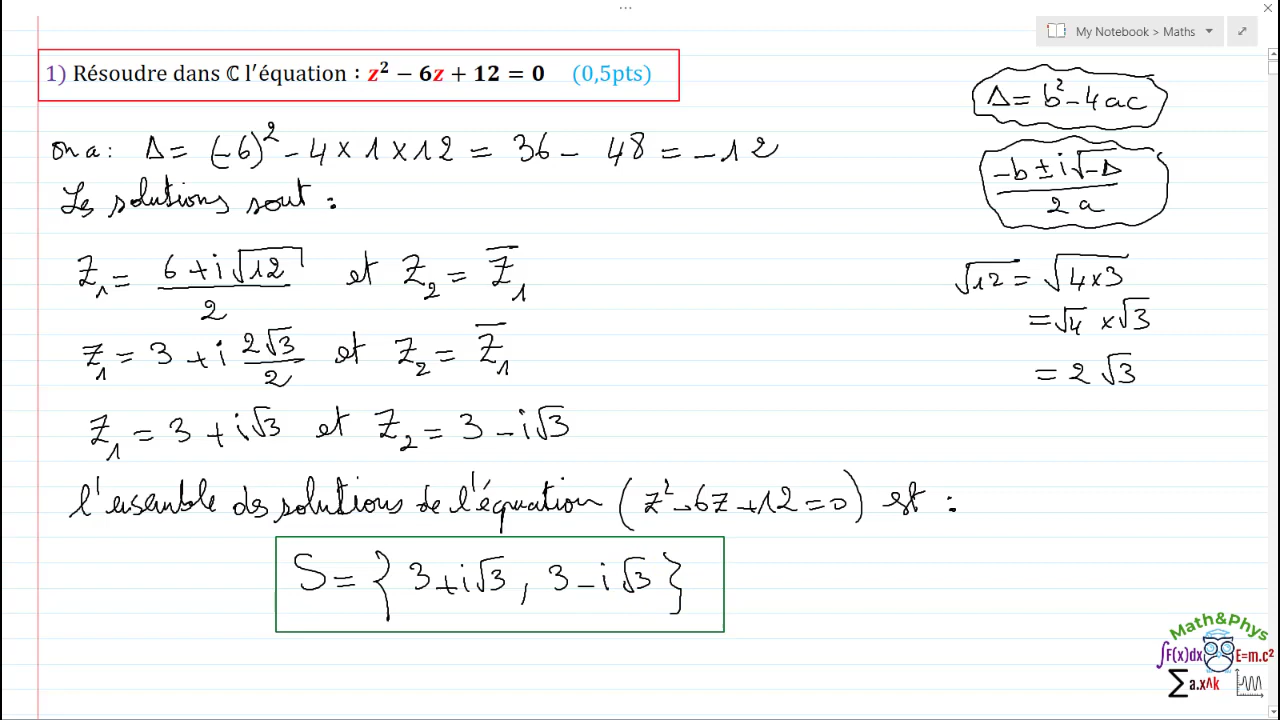 ...
My Notebook > Maths
1) Résoudre dans ℂ l'équation : z² − 6z + 12 = 0 (0,5pts)
Δ = b² − 4ac
on a : Δ = (−6)² − 4 × 1 × 12 = 36 − 48 = −12
(−b ± i√−Δ)/2a
Les solutions sont :
Z₁ = (6 + i√12)/2 et Z₂ = Z̅₁
√12 = √4×3
= √4 × √3
Z₁ = 3 + i 2√3/2 et Z₂ = Z̅₁
= 2√3
Z₁ = 3 + i√3 et Z₂ = 3 − i√3
l'ensemble des solutions de l'équation (Z² − 6Z + 12 = 0) est :
S = { 3 + i√3 , 3 − i√3 }
Math&Phys
∫F(x)dx E=m.c²
∑ a.x^k